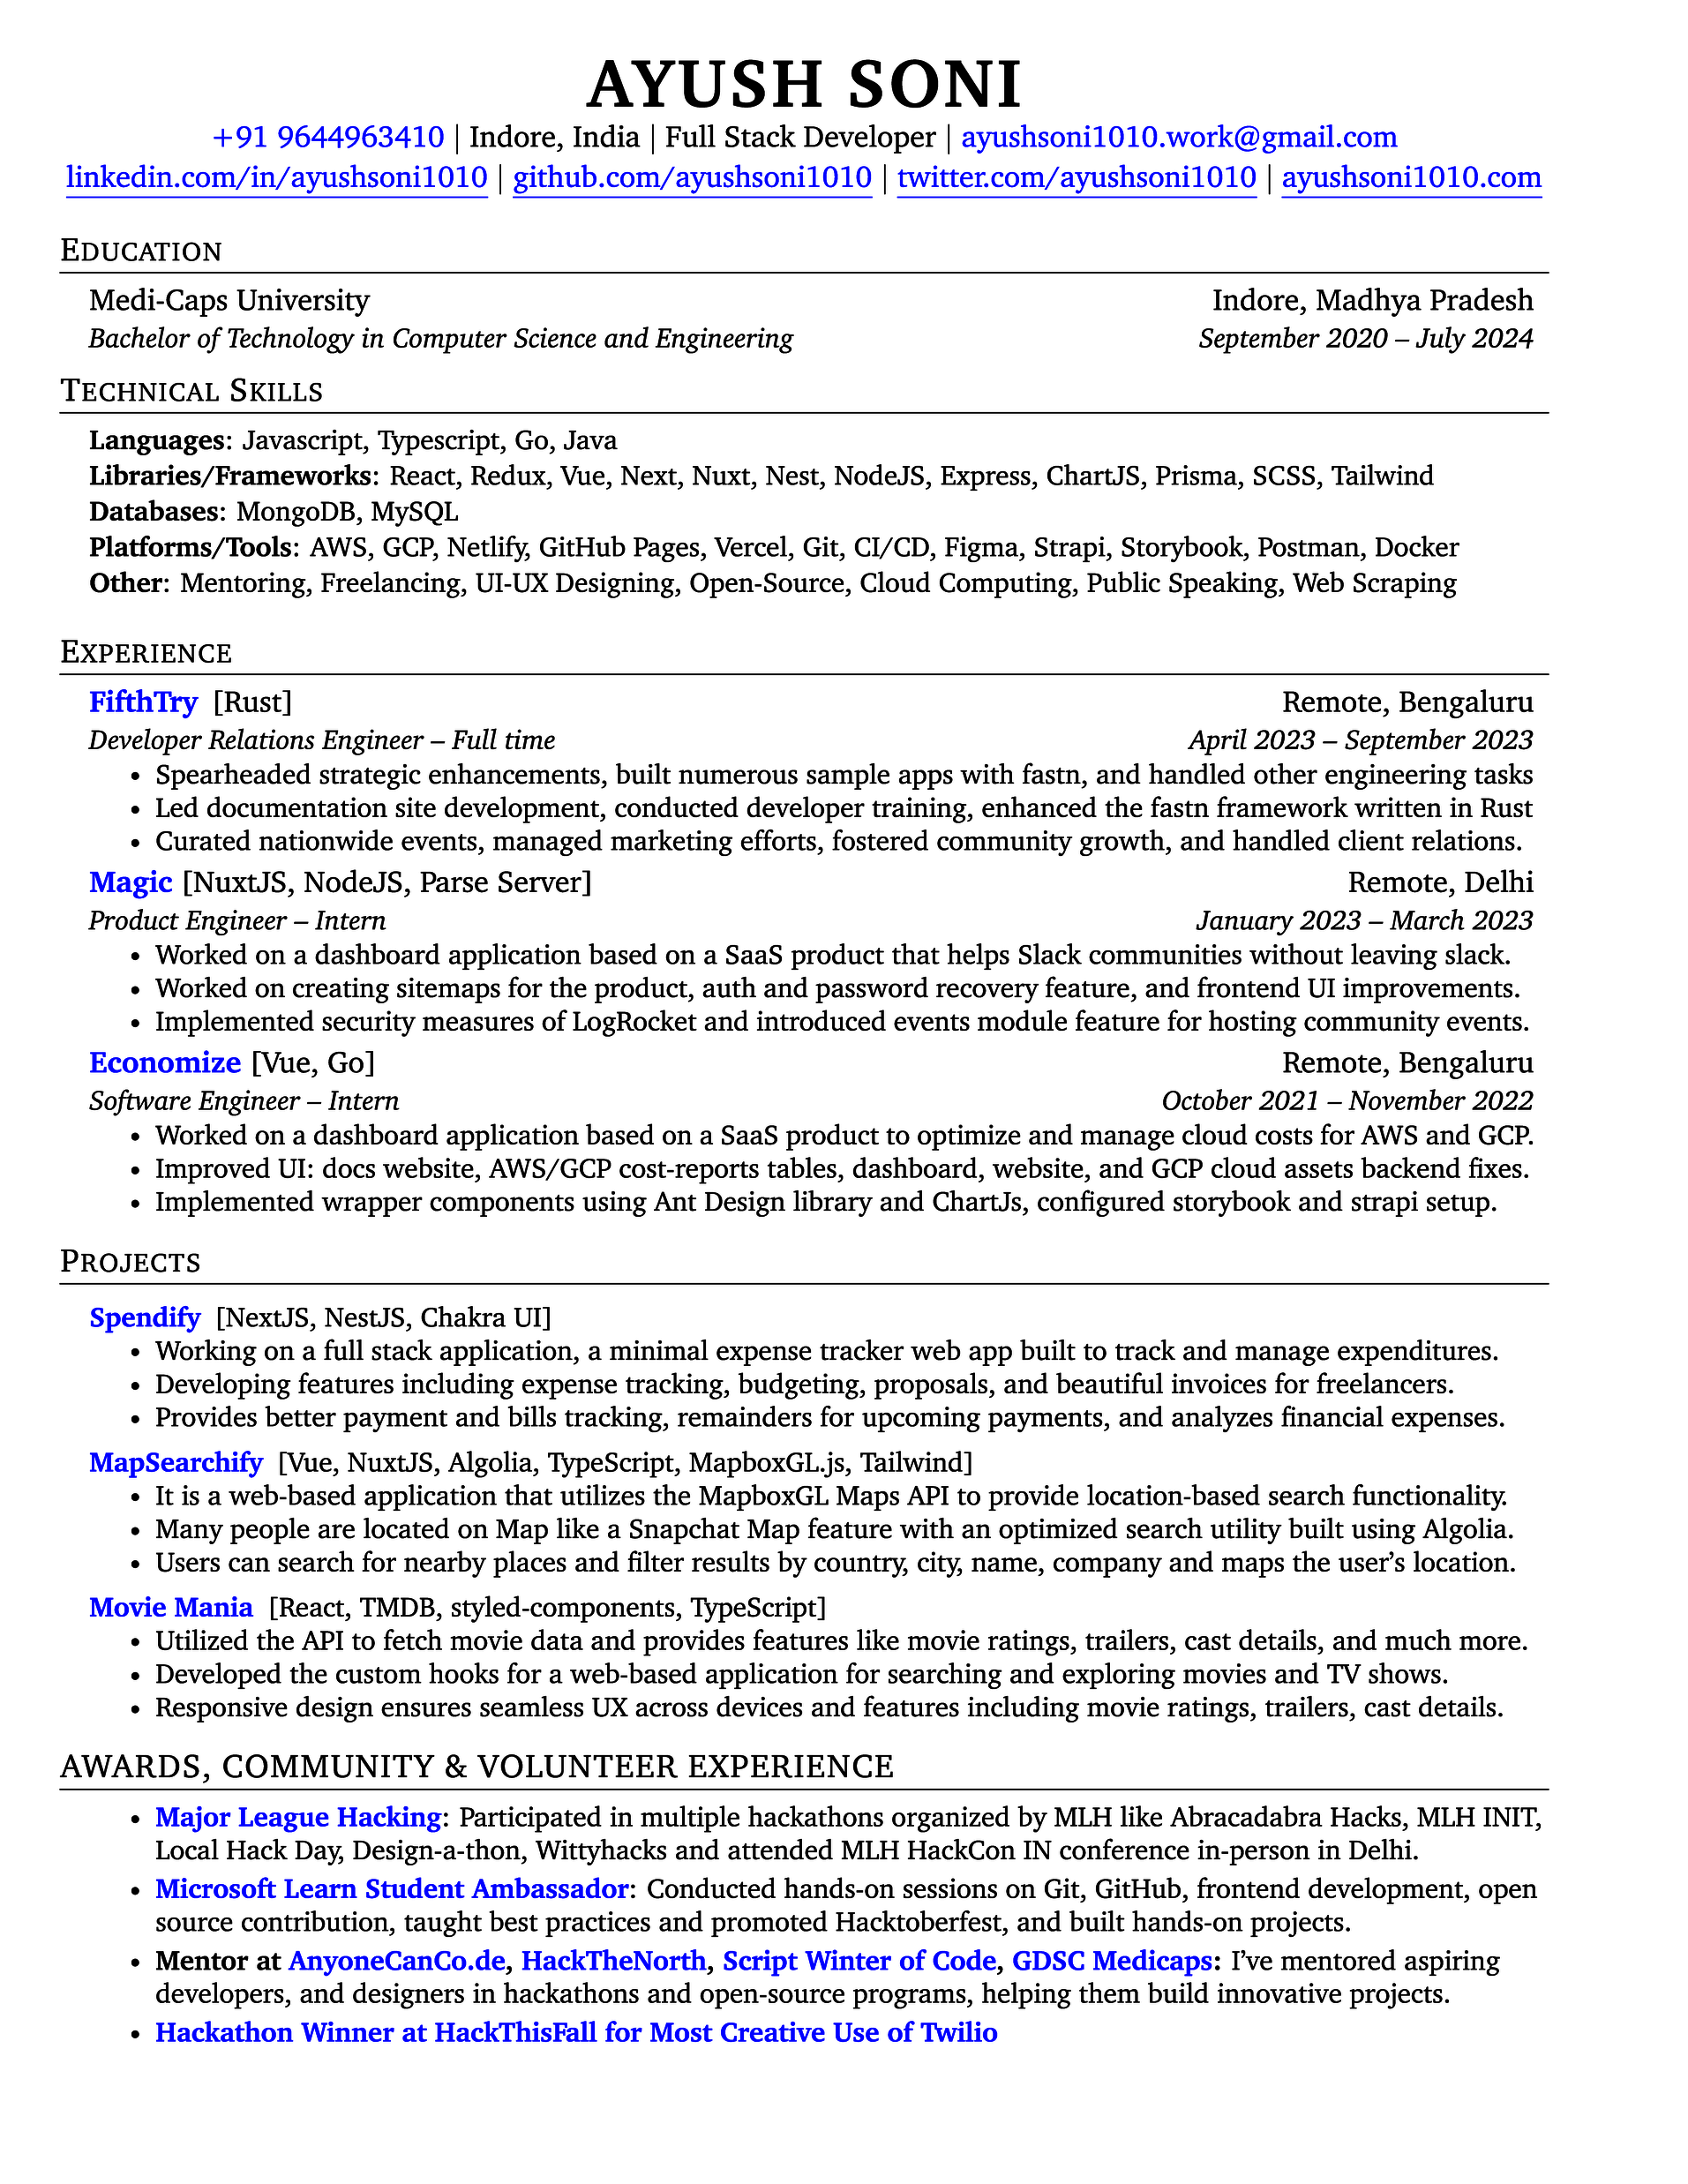 AYUSH SONI
+91 9644963410 | Indore, India | Full Stack Developer | ayushsoni1010.work@gmail.com
linkedin.com/in/ayushsoni1010 | github.com/ayushsoni1010 | twitter.com/ayushsoni1010 | ayushsoni1010.com
EDUCATION
Medi-Caps University Indore, Madhya Pradesh
Bachelor of Technology in Computer Science and Engineering September 2020 – July 2024
TECHNICAL SKILLS
Languages: Javascript, Typescript, Go, Java
Libraries/Frameworks: React, Redux, Vue, Next, Nuxt, Nest, NodeJS, Express, ChartJS, Prisma, SCSS, Tailwind
Databases: MongoDB, MySQL
Platforms/Tools: AWS, GCP, Netlify, GitHub Pages, Vercel, Git, CI/CD, Figma, Strapi, Storybook, Postman, Docker
Other: Mentoring, Freelancing, UI-UX Designing, Open-Source, Cloud Computing, Public Speaking, Web Scraping
EXPERIENCE
FifthTry [Rust] Remote, Bengaluru
Developer Relations Engineer – Full time April 2023 – September 2023
• Spearheaded strategic enhancements, built numerous sample apps with fastn, and handled other engineering tasks
• Led documentation site development, conducted developer training, enhanced the fastn framework written in Rust
• Curated nationwide events, managed marketing efforts, fostered community growth, and handled client relations.
Magic [NuxtJS, NodeJS, Parse Server] Remote, Delhi
Product Engineer – Intern January 2023 – March 2023
• Worked on a dashboard application based on a SaaS product that helps Slack communities without leaving slack.
• Worked on creating sitemaps for the product, auth and password recovery feature, and frontend UI improvements.
• Implemented security measures of LogRocket and introduced events module feature for hosting community events.
Economize [Vue, Go] Remote, Bengaluru
Software Engineer – Intern October 2021 – November 2022
• Worked on a dashboard application based on a SaaS product to optimize and manage cloud costs for AWS and GCP.
• Improved UI: docs website, AWS/GCP cost-reports tables, dashboard, website, and GCP cloud assets backend fixes.
• Implemented wrapper components using Ant Design library and ChartJs, configured storybook and strapi setup.
PROJECTS
Spendify [NextJS, NestJS, Chakra UI]
• Working on a full stack application, a minimal expense tracker web app built to track and manage expenditures.
• Developing features including expense tracking, budgeting, proposals, and beautiful invoices for freelancers.
• Provides better payment and bills tracking, remainders for upcoming payments, and analyzes financial expenses.
MapSearchify [Vue, NuxtJS, Algolia, TypeScript, MapboxGL.js, Tailwind]
• It is a web-based application that utilizes the MapboxGL Maps API to provide location-based search functionality.
• Many people are located on Map like a Snapchat Map feature with an optimized search utility built using Algolia.
• Users can search for nearby places and filter results by country, city, name, company and maps the user’s location.
Movie Mania [React, TMDB, styled-components, TypeScript]
• Utilized the API to fetch movie data and provides features like movie ratings, trailers, cast details, and much more.
• Developed the custom hooks for a web-based application for searching and exploring movies and TV shows.
• Responsive design ensures seamless UX across devices and features including movie ratings, trailers, cast details.
AWARDS, COMMUNITY & VOLUNTEER EXPERIENCE
• Major League Hacking: Participated in multiple hackathons organized by MLH like Abracadabra Hacks, MLH INIT,
Local Hack Day, Design-a-thon, Wittyhacks and attended MLH HackCon IN conference in-person in Delhi.
• Microsoft Learn Student Ambassador: Conducted hands-on sessions on Git, GitHub, frontend development, open
source contribution, taught best practices and promoted Hacktoberfest, and built hands-on projects.
• Mentor at AnyoneCanCo.de, HackTheNorth, Script Winter of Code, GDSC Medicaps: I’ve mentored aspiring
developers, and designers in hackathons and open-source programs, helping them build innovative projects.
• Hackathon Winner at HackThisFall for Most Creative Use of Twilio